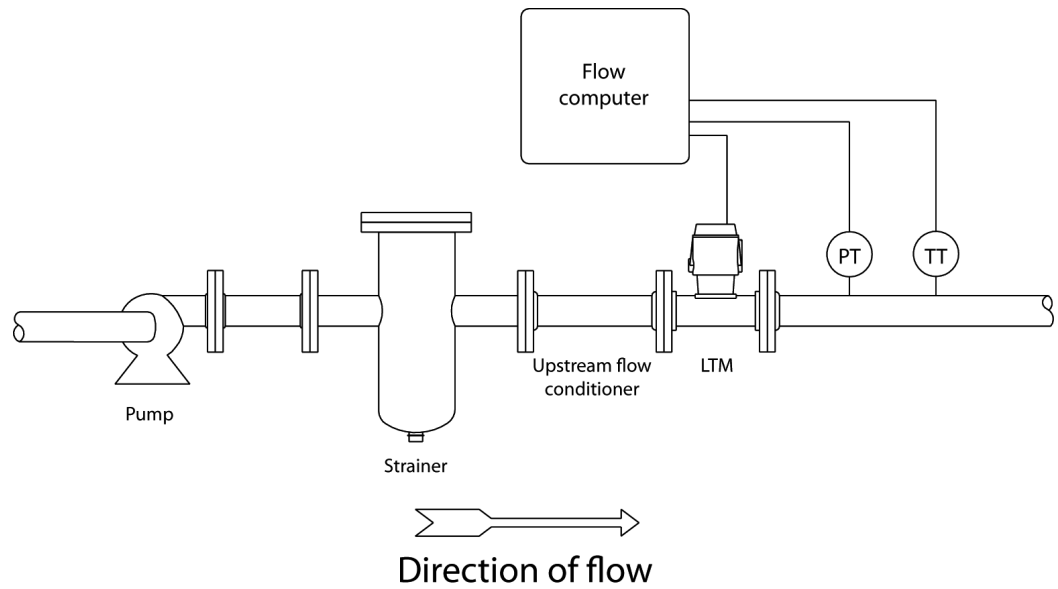 Flow
computer
PT
TT
Upstream flow
conditioner
LTM
Pump
Strainer
Direction of flow